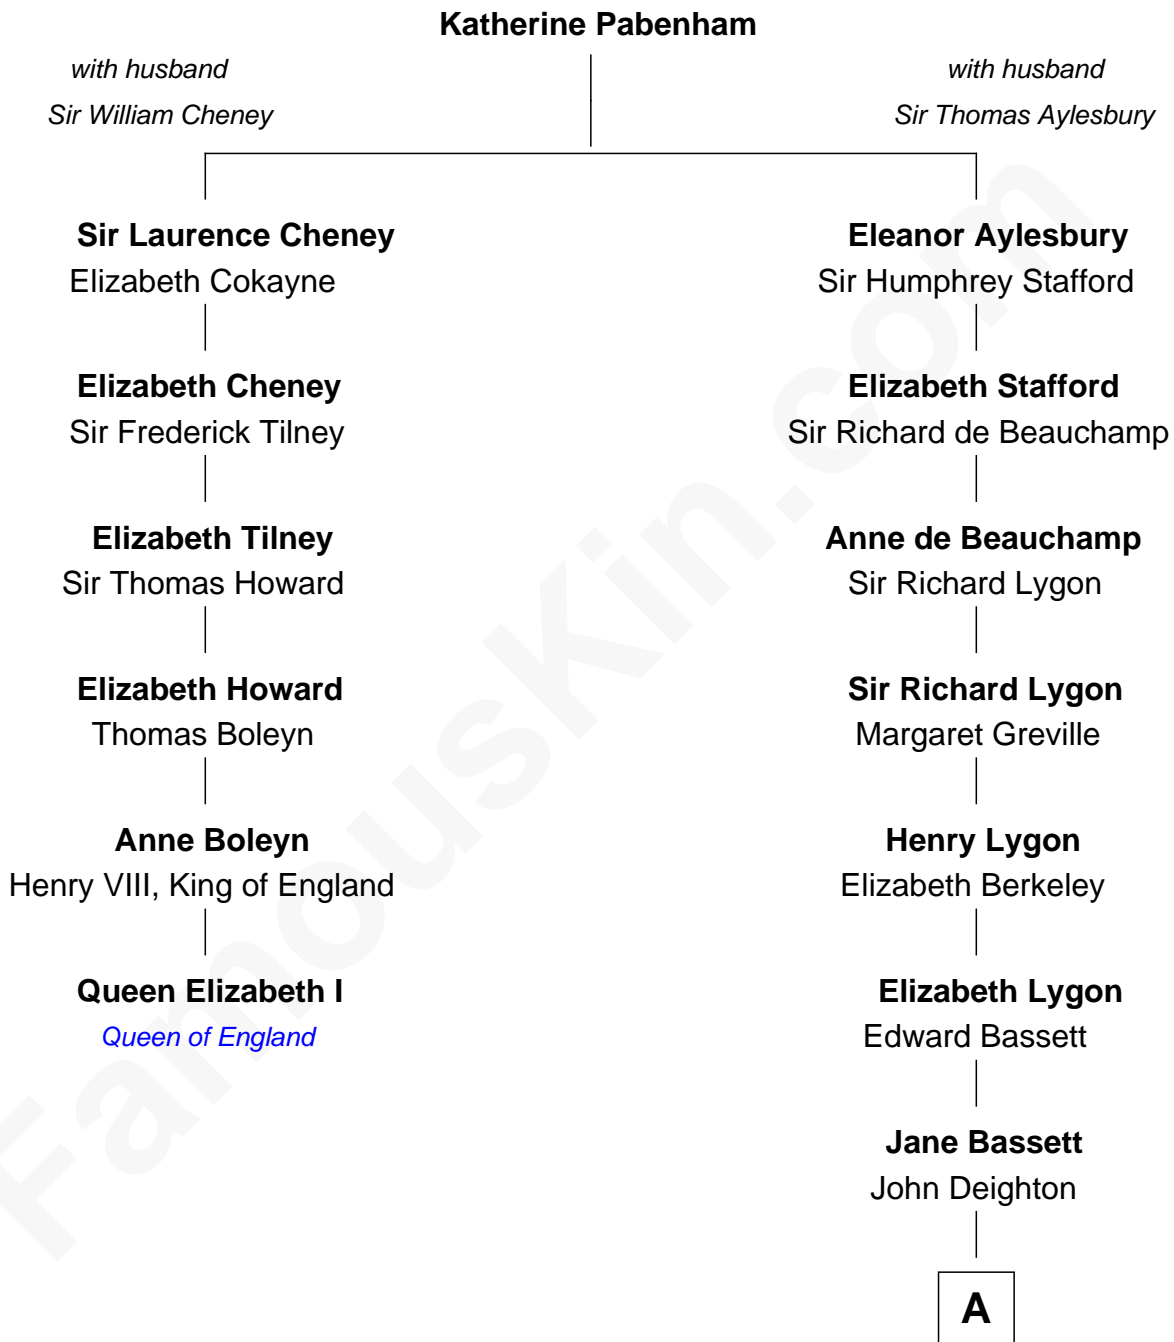 Katherine Pabenham
with husband
Sir William Cheney
with husband
Sir Thomas Aylesbury
Sir Laurence Cheney
Elizabeth Cokayne
Elizabeth Cheney
Sir Frederick Tilney
Elizabeth Tilney
Sir Thomas Howard
Elizabeth Howard
Thomas Boleyn
Anne Boleyn
Henry VIII, King of England
Queen Elizabeth I
Queen of England
Eleanor Aylesbury
Sir Humphrey Stafford
Elizabeth Stafford
Sir Richard de Beauchamp
Anne de Beauchamp
Sir Richard Lygon
Sir Richard Lygon
Margaret Greville
Henry Lygon
Elizabeth Berkeley
Elizabeth Lygon
Edward Bassett
Jane Bassett
John Deighton
A
FamousKin.com